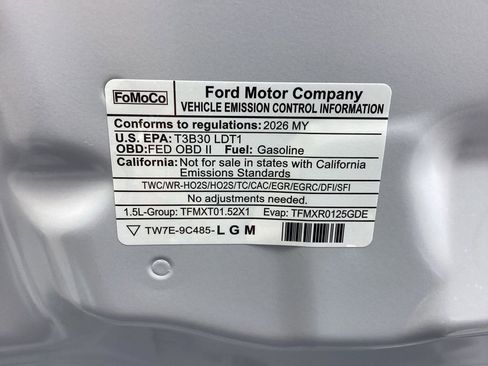 FoMoCo
Ford Motor Company
VEHICLE EMISSION CONTROL INFORMATION
Conforms to regulations: 2026 MY
U.S. EPA: T3B30 LDT1
OBD:FED OBD II Fuel: Gasoline
California: Not for sale in states with California
Emissions Standards
TWC/WR-HO2S/HO2S/TC/CAC/EGR/EGRC/DFI/SFI
No adjustments needed.
1.5L-Group: TFMXT01.52X1 Evap: TFMXR0125GDE
TW7E-9C485-LGM